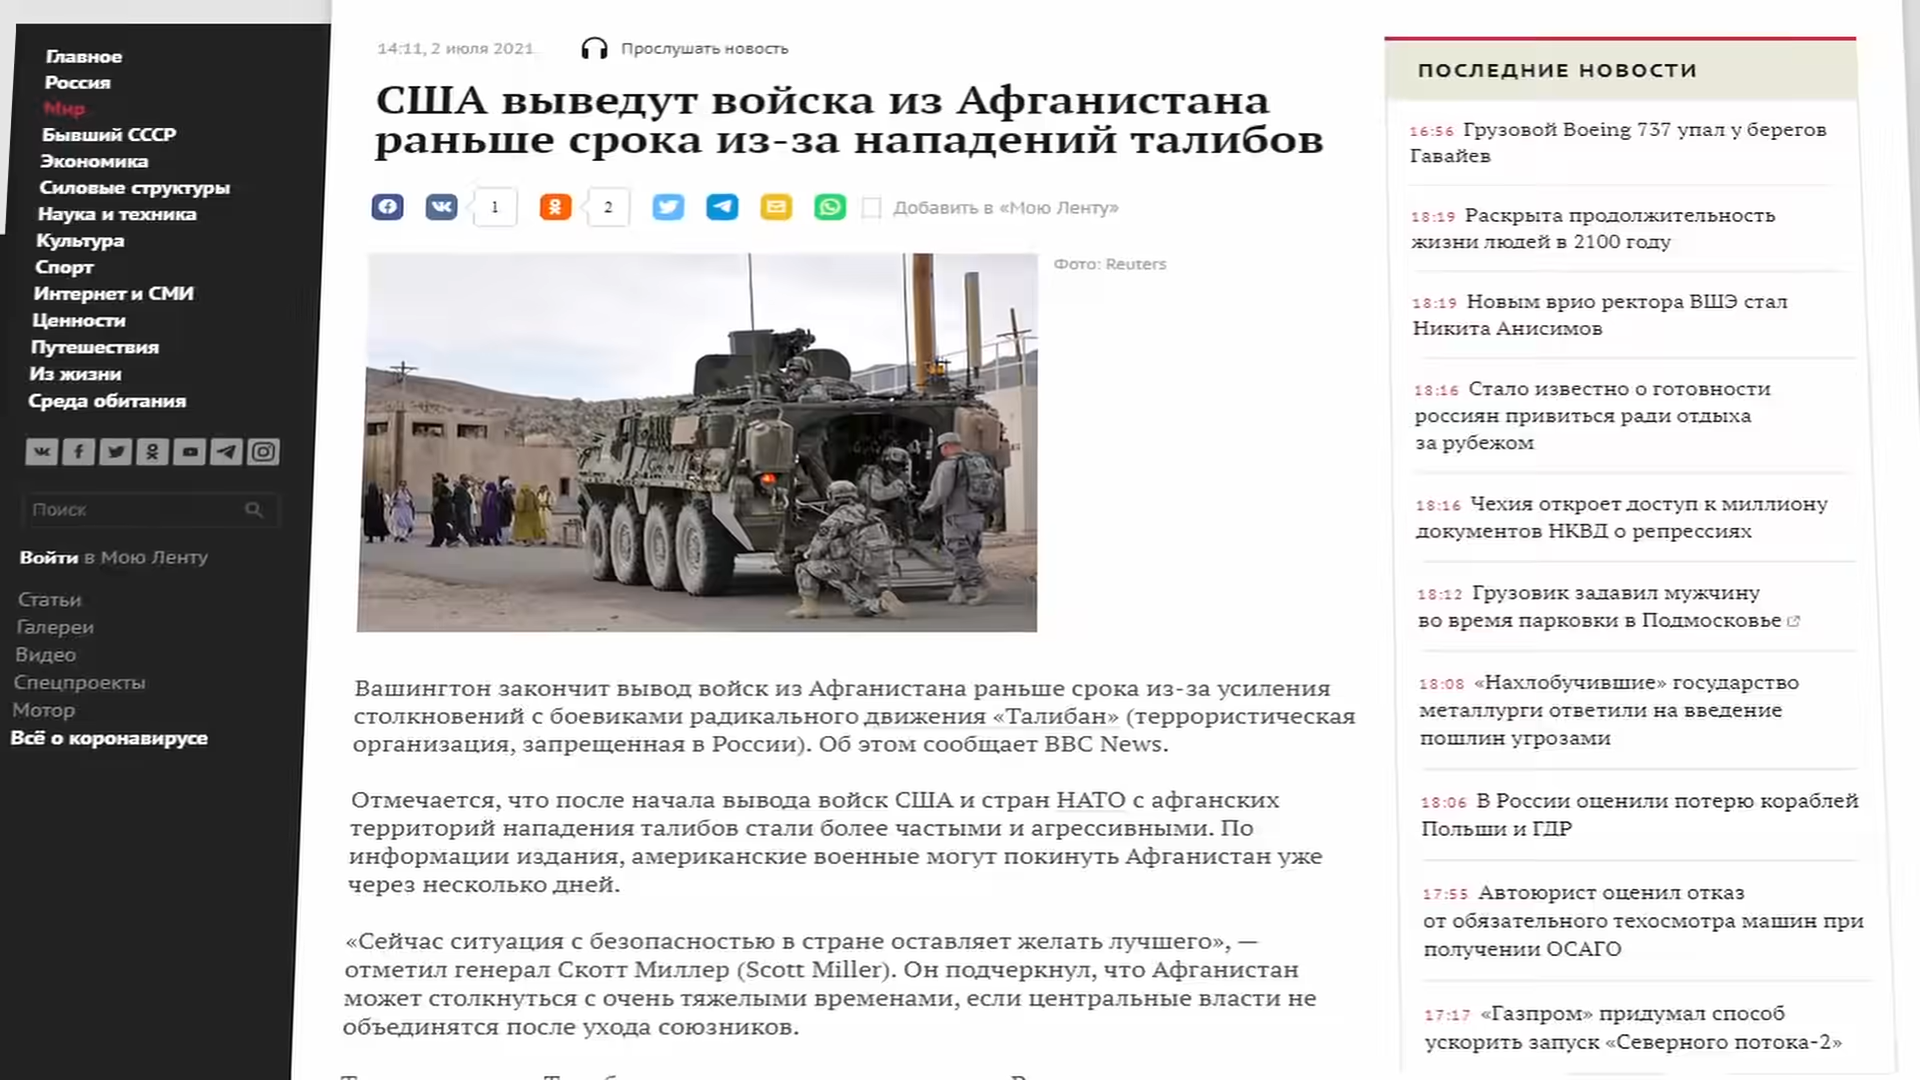 Главное
Россия
Мир
Бывший СССР
Экономика
Силовые структуры
Наука и техника
Культура
Спорт
Интернет и СМИ
Ценности
Путешествия
Из жизни
Среда обитания
Поиск
Войти в Мою Ленту
Статьи
Галереи
Видео
Спецпроекты
Мотор
Всё о коронавирусе
14:11, 2 июля 2021
Прослушать новость
США выведут войска из Афганистана
раньше срока из-за нападений талибов
1
2
Добавить в «Мою Ленту»
Фото: Reuters
Вашингтон закончит вывод войск из Афганистана раньше срока из-за усиления
столкновений с боевиками радикального движения «Талибан» (террористическая
организация, запрещенная в России). Об этом сообщает BBC News.
Отмечается, что после начала вывода войск США и стран НАТО с афганских
территорий нападения талибов стали более частыми и агрессивными. По
информации издания, американские военные могут покинуть Афганистан уже
через несколько дней.
«Сейчас ситуация с безопасностью в стране оставляет желать лучшего», —
отметил генерал Скотт Миллер (Scott Miller). Он подчеркнул, что Афганистан
может столкнуться с очень тяжелыми временами, если центральные власти не
объединятся после ухода союзников.
ПОСЛЕДНИЕ НОВОСТИ
16:56 Грузовой Boeing 737 упал у берегов
Гавайев
18:19 Раскрыта продолжительность
жизни людей в 2100 году
18:19 Новым врио ректора ВШЭ стал
Никита Анисимов
18:16 Стало известно о готовности
россиян привиться ради отдыха
за рубежом
18:16 Чехия откроет доступ к миллиону
документов НКВД о репрессиях
18:12 Грузовик задавил мужчину
во время парковки в Подмосковье
18:08 «Нахлобучившие» государство
металлурги ответили на введение
пошлин угрозами
18:06 В России оценили потерю кораблей
Польши и ГДР
17:55 Автоюрист оценил отказ
от обязательного техосмотра машин при
получении ОСАГО
17:17 «Газпром» придумал способ
ускорить запуск «Северного потока-2»